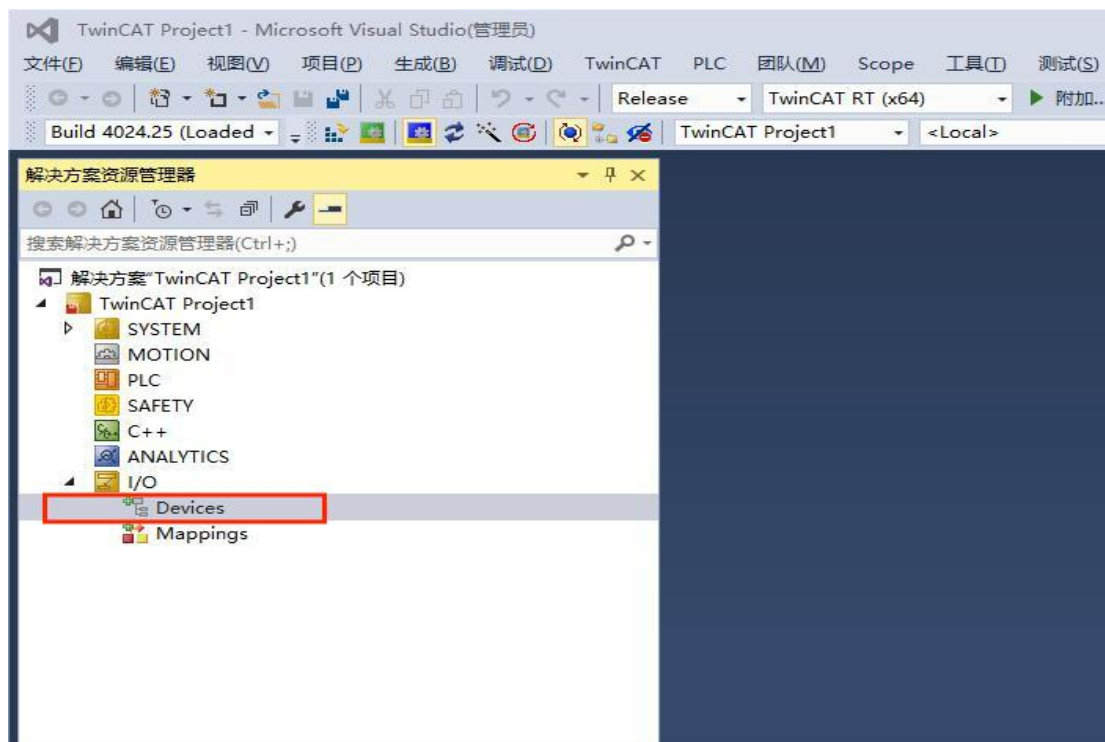 TwinCAT Project1 - Microsoft Visual Studio(管理员)
文件(F) 编辑(E) 视图(V) 项目(P) 生成(B) 调试(D) TwinCAT PLC 团队(M) Scope 工具(T) 测试(S)
Release TwinCAT RT (x64) 附加...
Build 4024.25 (Loaded TwinCAT Project1 <Local>
解决方案资源管理器
搜索解决方案资源管理器(Ctrl+;)
解决方案"TwinCAT Project1"(1 个项目)
TwinCAT Project1
SYSTEM
MOTION
PLC
SAFETY
C++
ANALYTICS
I/O
Devices
Mappings